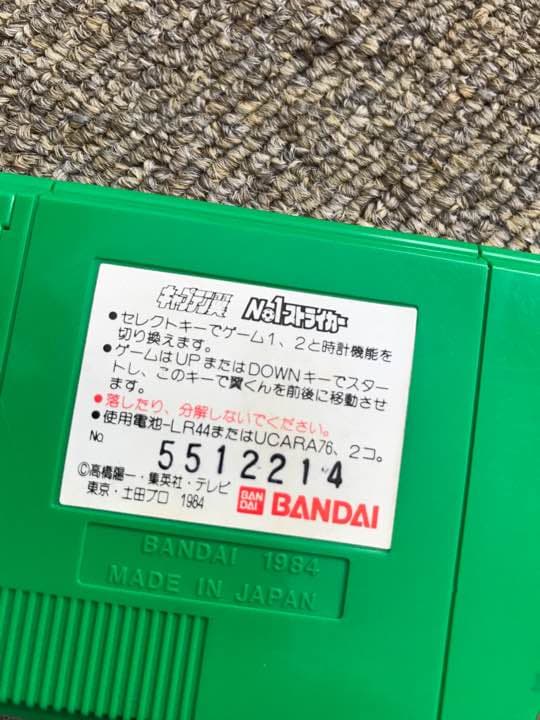 キャプテン翼 No.1ストライカー
●セレクトキーでゲーム1、2と時計機能を
切り換えます。
●ゲームはUPまたはDOWNキーでスター
トし、このキーで翼くんを前後に移動させ
ます。
●落したり、分解しないでください。
●使用電池-LR44またはUCARA76、2コ。
No. 5512214
©高橋陽一・集英社・テレビ
東京・土田プロ 1984
BAN DAI BANDAI
BANDAI 1984
MADE IN JAPAN